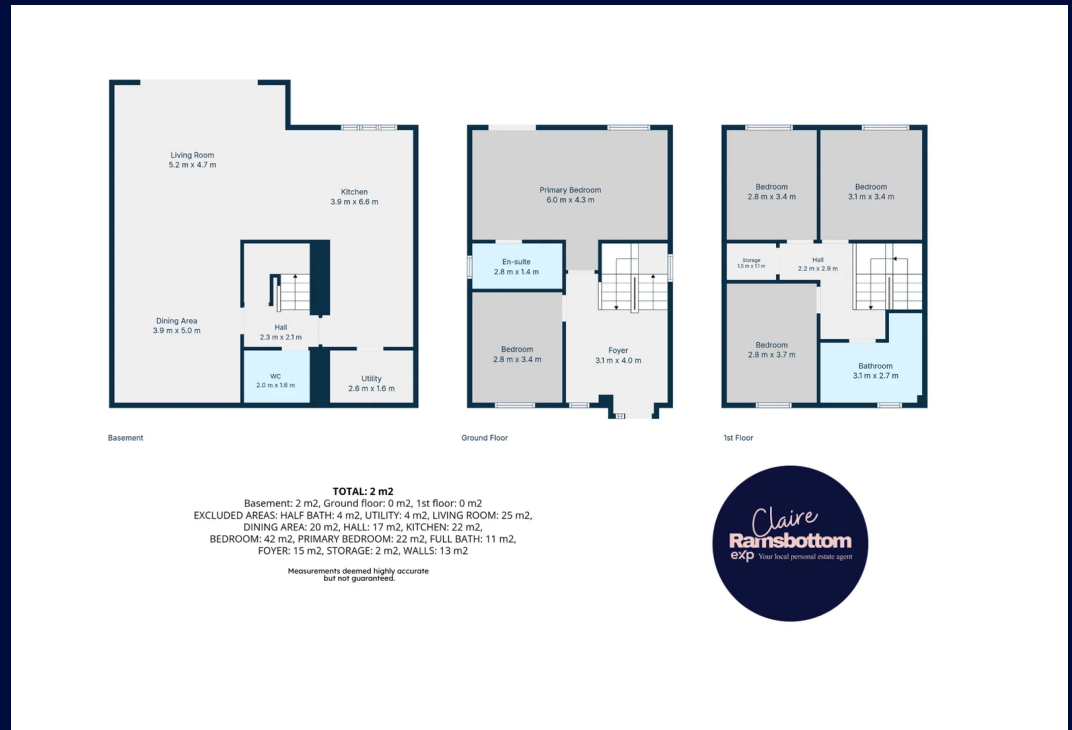 Living Room
5.2 m x 4.7 m
Kitchen
3.9 m x 6.6 m
Dining Area
3.9 m x 5.0 m
Hall
2.3 m x 2.1 m
WC
2.0 m x 1.6 m
Utility
2.6 m x 1.6 m
Basement
Primary Bedroom
6.0 m x 4.3 m
En-suite
2.8 m x 1.4 m
Bedroom
2.8 m x 3.4 m
Foyer
3.1 m x 4.0 m
Ground Floor
Bedroom
2.8 m x 3.4 m
Bedroom
3.1 m x 3.4 m
Storage
1.5 m x 1.1 m
Hall
2.2 m x 2.9 m
Bedroom
2.8 m x 3.7 m
Bathroom
3.1 m x 2.7 m
1st Floor
TOTAL: 2 m2
Basement: 2 m2, Ground floor: 0 m2, 1st floor: 0 m2
EXCLUDED AREAS: HALF BATH: 4 m2, UTILITY: 4 m2, LIVING ROOM: 25 m2,
DINING AREA: 20 m2, HALL: 17 m2, KITCHEN: 22 m2,
BEDROOM: 42 m2, PRIMARY BEDROOM: 22 m2, FULL BATH: 11 m2,
FOYER: 15 m2, STORAGE: 2 m2, WALLS: 13 m2
Measurements deemed highly accurate
but not guaranteed.
Claire
Ramsbottom
exp Your local personal estate agent